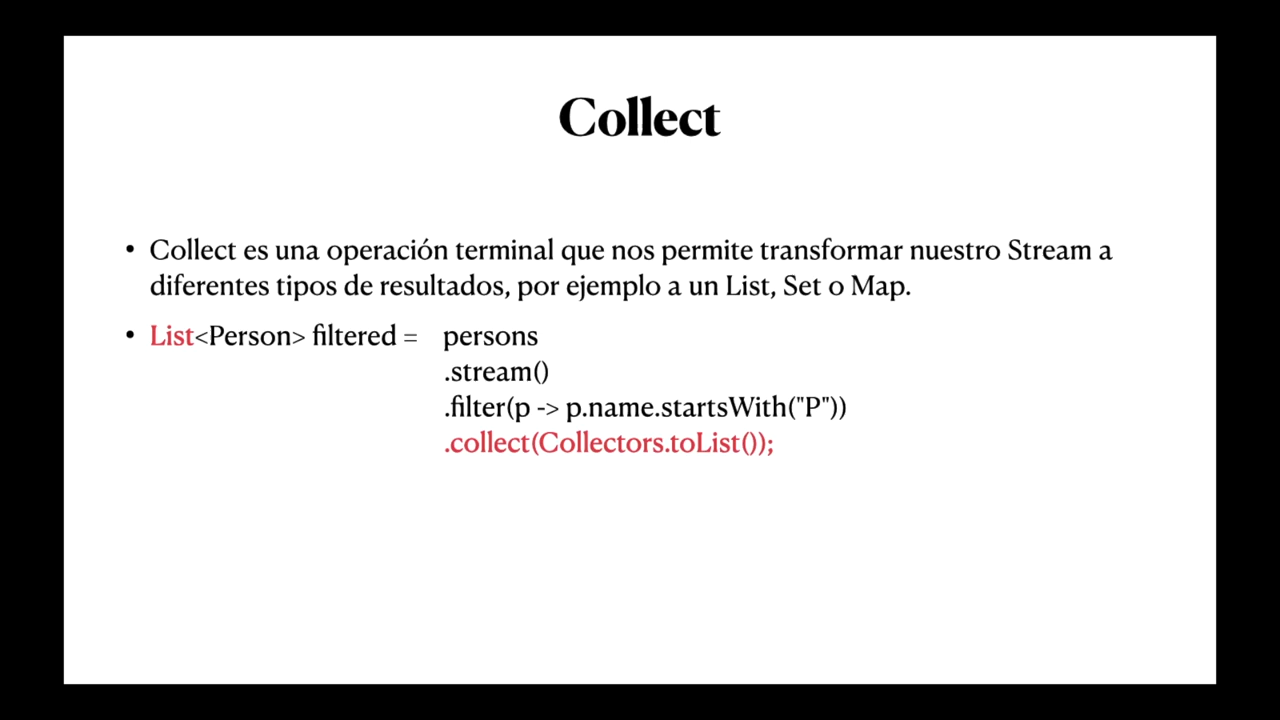 Collect
• Collect es una operación terminal que nos permite transformar nuestro Stream a
diferentes tipos de resultados, por ejemplo a un List, Set o Map.
• List<Person> filtered = persons
.stream()
.filter(p -> p.name.startsWith("P"))
.collect(Collectors.toList());